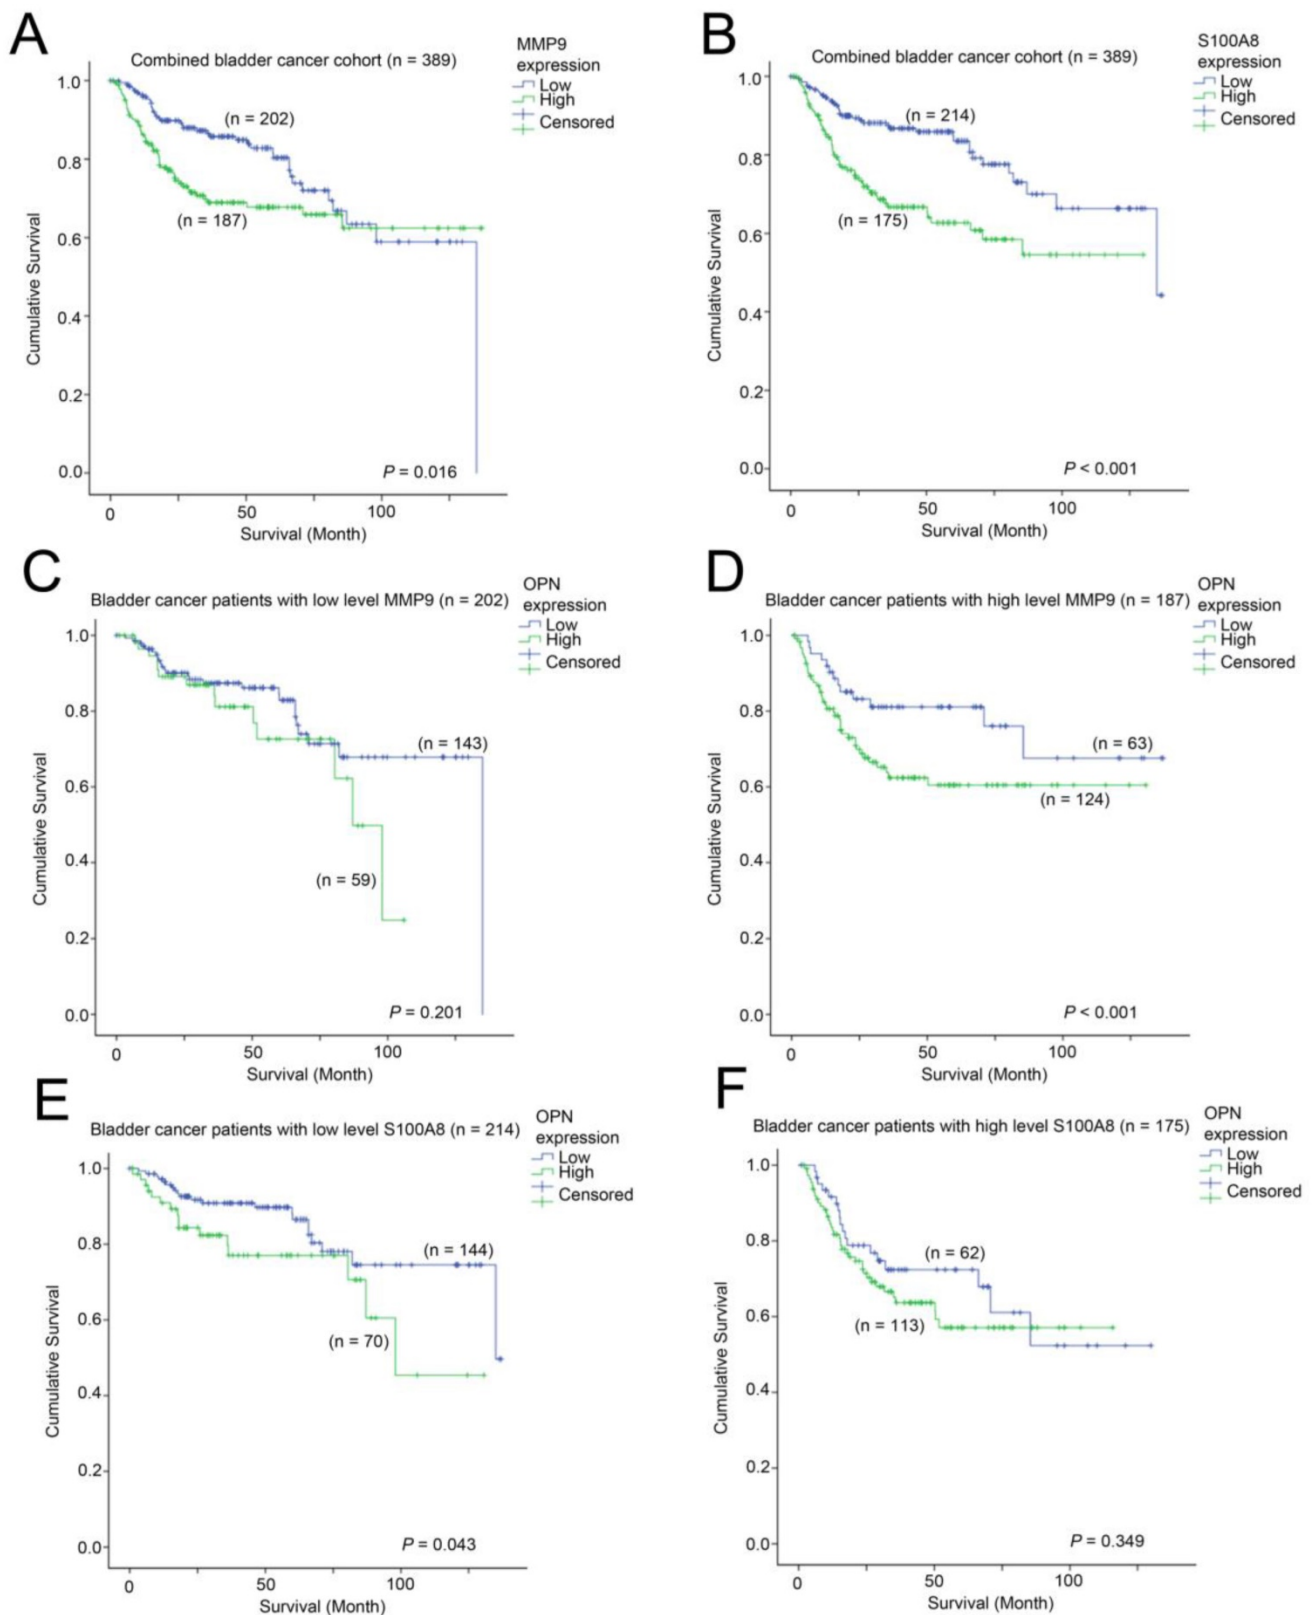 A
Combined bladder cancer cohort (n = 389)
MMP9
expression
Low
High
Censored
(n = 202)
(n = 187)
1.0
0.8
0.6
0.4
0.2
0.0
Cumulative Survival
P = 0.016
0
50
100
Survival (Month)
B
Combined bladder cancer cohort (n = 389)
S100A8
expression
Low
High
Censored
(n = 214)
(n = 175)
1.0
0.8
0.6
0.4
0.2
0.0
Cumulative Survival
P < 0.001
0
50
100
Survival (Month)
C
Bladder cancer patients with low level MMP9 (n = 202)
OPN
expression
Low
High
Censored
(n = 143)
(n = 59)
1.0
0.8
0.6
0.4
0.2
0.0
Cumulative Survival
P = 0.201
0
50
100
Survival (Month)
D
Bladder cancer patients with high level MMP9 (n = 187)
OPN
expression
Low
High
Censored
(n = 63)
(n = 124)
1.0
0.8
0.6
0.4
0.2
0.0
Cumulative Survival
P < 0.001
0
50
100
Survival (Month)
E
Bladder cancer patients with low level S100A8 (n = 214)
OPN
expression
Low
High
Censored
(n = 144)
(n = 70)
1.0
0.8
0.6
0.4
0.2
0.0
Cumulative Survival
P = 0.043
0
50
100
Survival (Month)
F
Bladder cancer patients with high level S100A8 (n = 175)
OPN
expression
Low
High
Censored
(n = 62)
(n = 113)
1.0
0.8
0.6
0.4
0.2
0.0
Cumulative Survival
P = 0.349
0
50
100
Survival (Month)